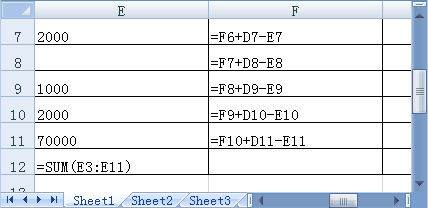 E F
7 2000 =F6+D7-E7
8 =F7+D8-E8
9 1000 =F8+D9-E9
10 2000 =F9+D10-E10
11 70000 =F10+D11-E11
12 =SUM(E3:E11)
Sheet1 Sheet2 Sheet3